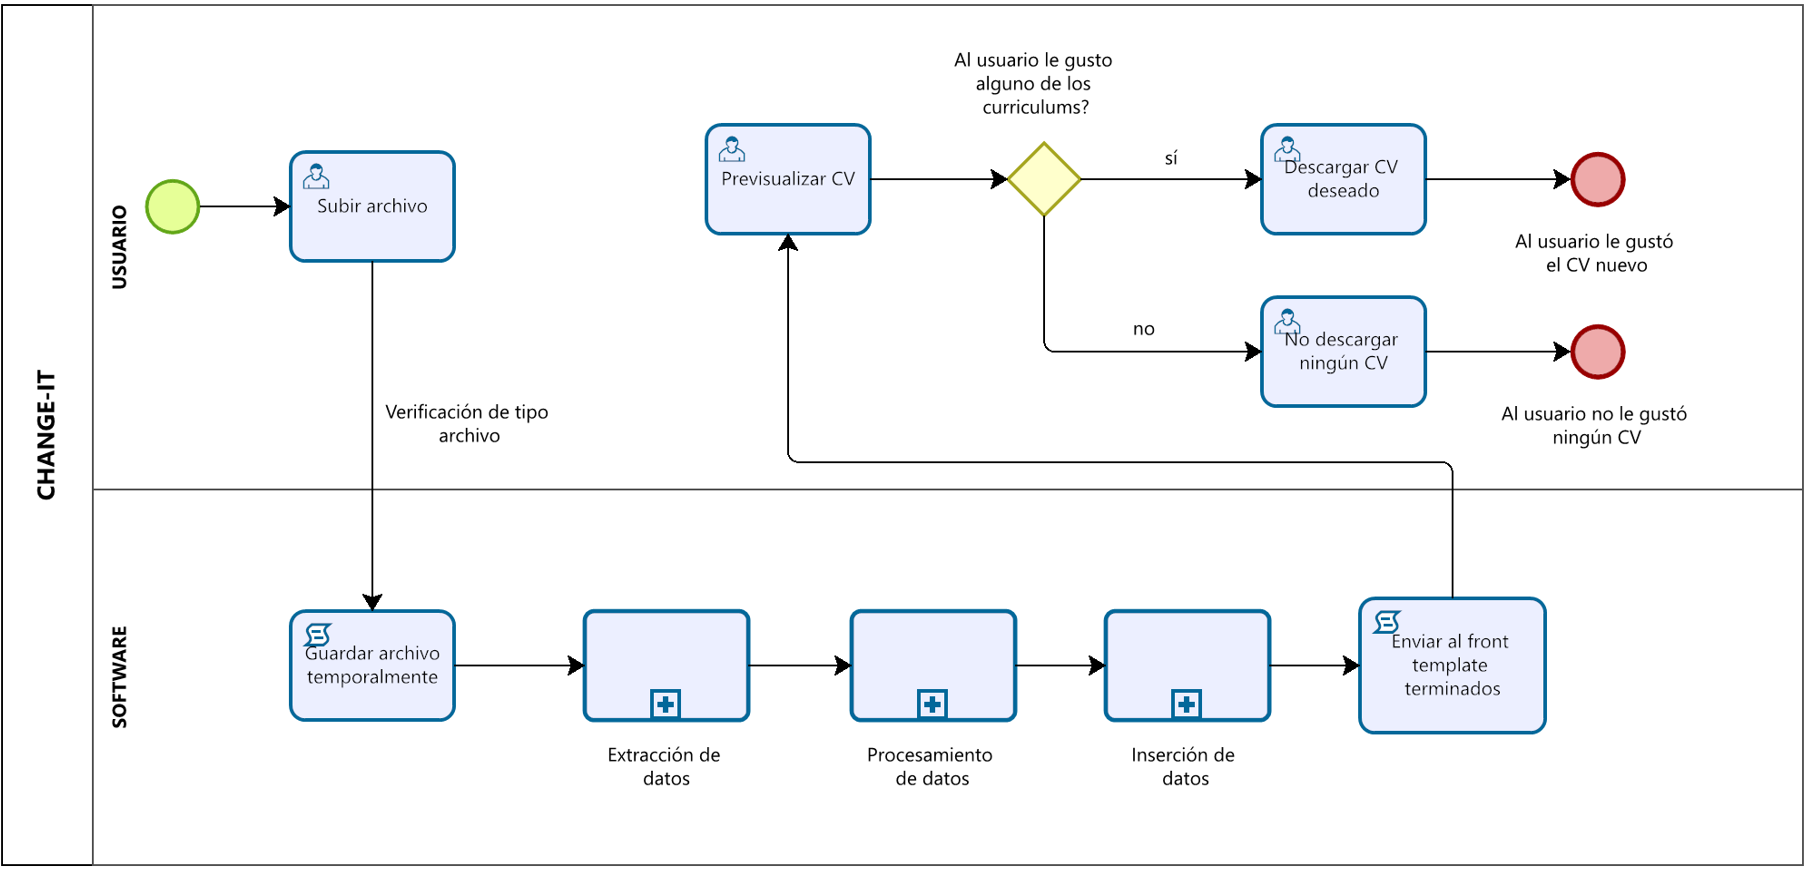 CHANGE-IT
USUARIO
Subir archivo
Verificación de tipo
archivo
Previsualizar CV
Al usuario le gusto
alguno de los
curriculums?
sí
no
Descargar CV
deseado
Al usuario le gustó
el CV nuevo
No descargar
ningún CV
Al usuario no le gustó
ningún CV
SOFTWARE
Guardar archivo
temporalmente
Extracción de
datos
Procesamiento
de datos
Inserción de
datos
Enviar al front
template
terminados